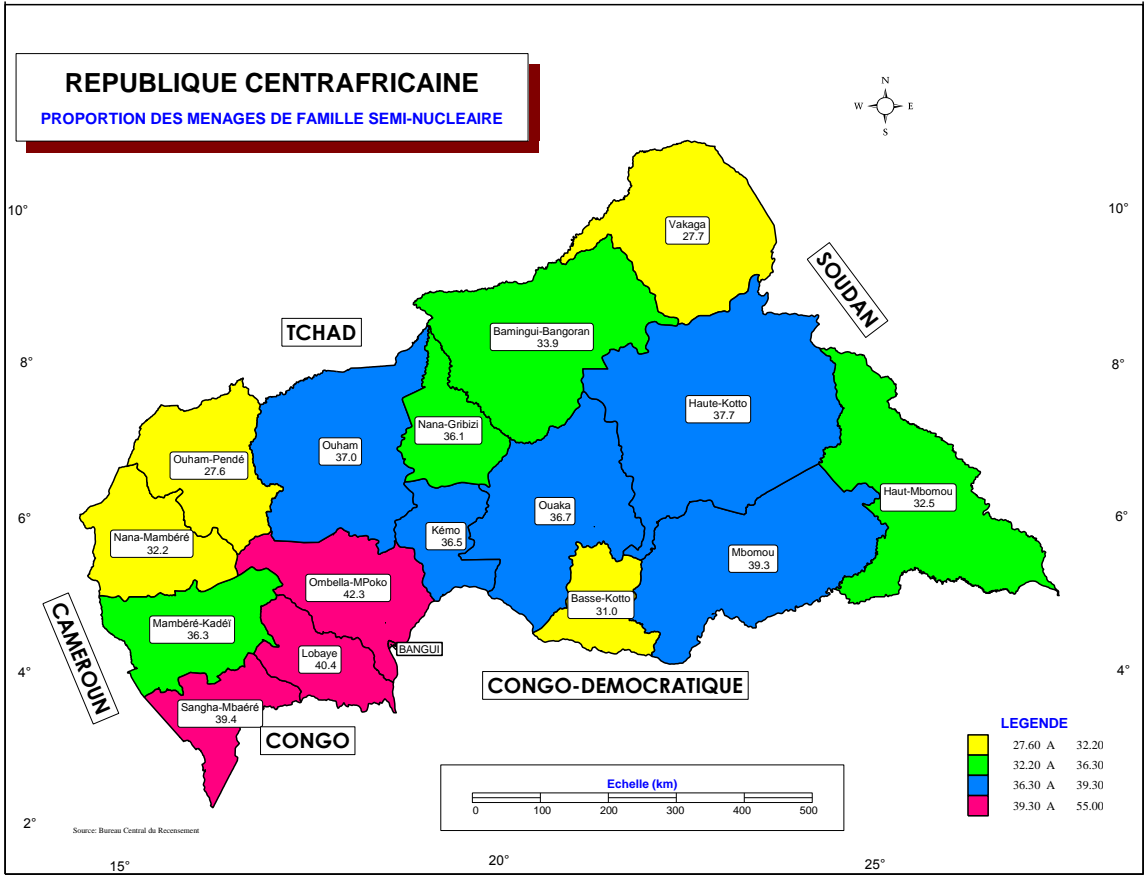 REPUBLIQUE CENTRAFRICAINE
PROPORTION DES MENAGES DE FAMILLE SEMI-NUCLEAIRE
N
W E
S
10° 10°
Vakaga
27.7
SOUDAN
TCHAD
Bamingui-Bangoran
33.9
8° 8°
Haute-Kotto
37.7
Nana-Gribizi
36.1
Ouham
37.0
Ouham-Pendé
27.6
Haut-Mbomou
32.5
Ouaka
36.7
6° 6°
Kémo
36.5
Nana-Mambéré
32.2
Mbomou
39.3
Ombella-MPoko
42.3
Basse-Kotto
31.0
Mambéré-Kadéï
36.3
CAMEROUN
BANGUI
Lobaye
40.4
4° 4°
CONGO-DEMOCRATIQUE
Sangha-Mbaéré
39.4
CONGO
LEGENDE
27.60 A 32.20
32.20 A 36.30
36.30 A 39.30
39.30 A 55.00
Echelle (km)
0 100 200 300 400 500
2°
Source: Bureau Central du Recensement
15° 20° 25°